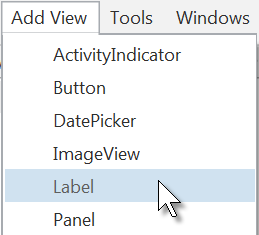 Add View Tools Windows
ActivityIndicator
Button
DatePicker
ImageView
Label
Panel